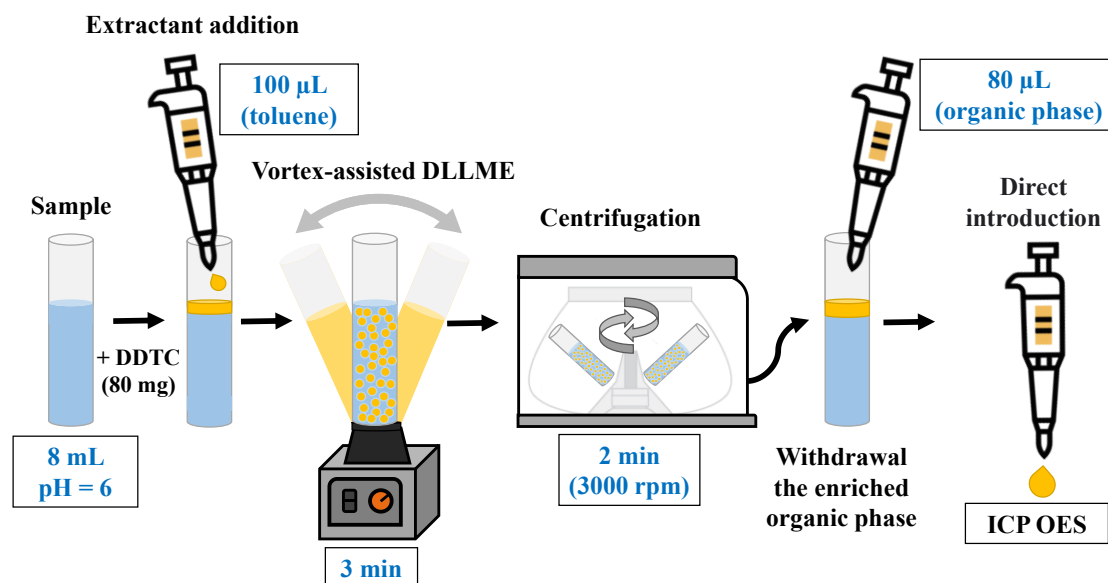 Extractant addition
100 µL
(toluene)
80 µL
(organic phase)
Vortex-assisted DLLME
Sample
Centrifugation
Direct
introduction
+ DDTC
(80 mg)
8 mL
pH = 6
3 min
2 min
(3000 rpm)
Withdrawal
the enriched
organic phase
ICP OES